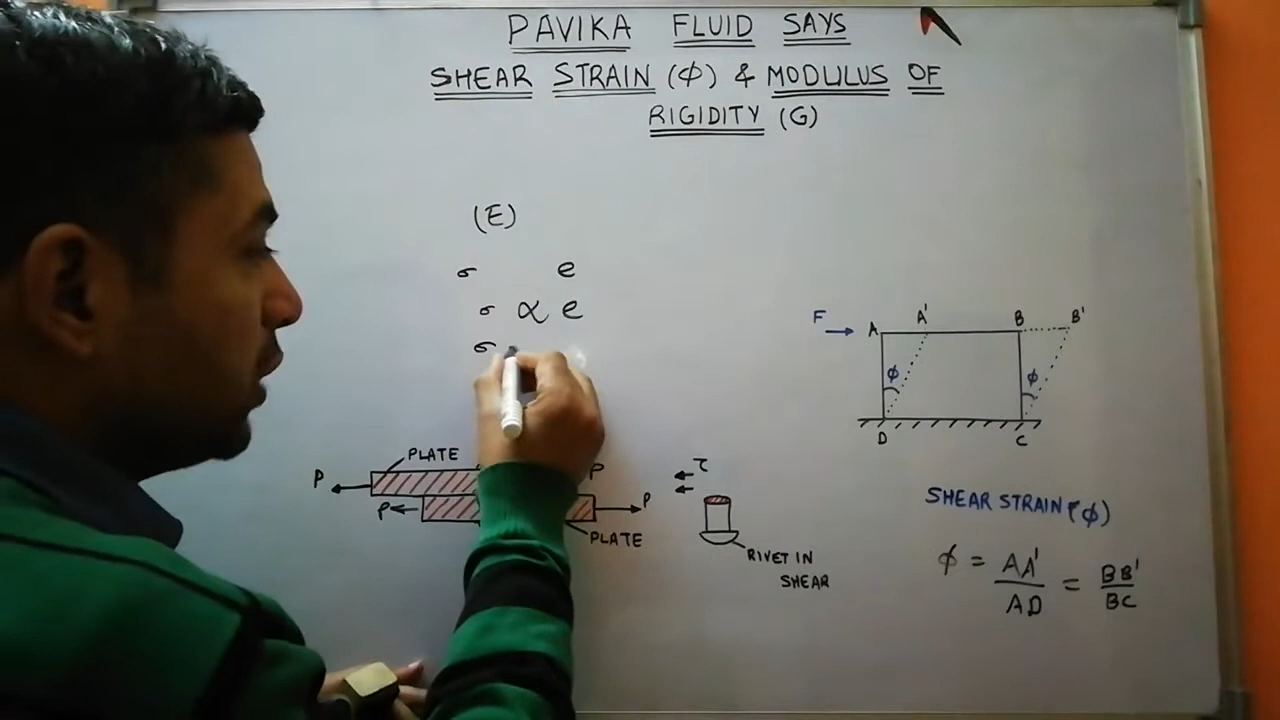 PAVIKA FLUID SAYS
SHEAR STRAIN (Φ) & MODULUS OF
RIGIDITY (G)
(E)
σ e
σ ∝ e
σ
F
A A' B B'
Φ Φ
D C
PLATE
P P
P P
PLATE
τ
RIVET IN
SHEAR
SHEAR STRAIN (Φ)
Φ = AA'/AD = BB'/BC